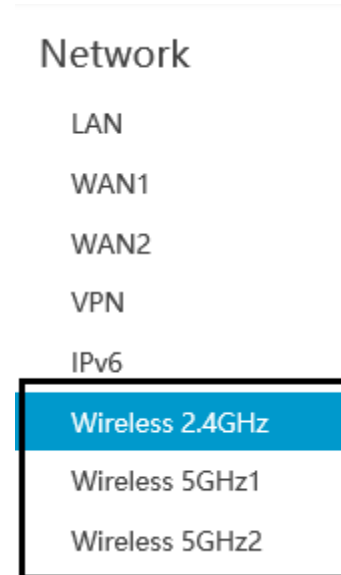 Network
LAN
WAN1
WAN2
VPN
IPv6
Wireless 2.4GHz
Wireless 5GHz1
Wireless 5GHz2